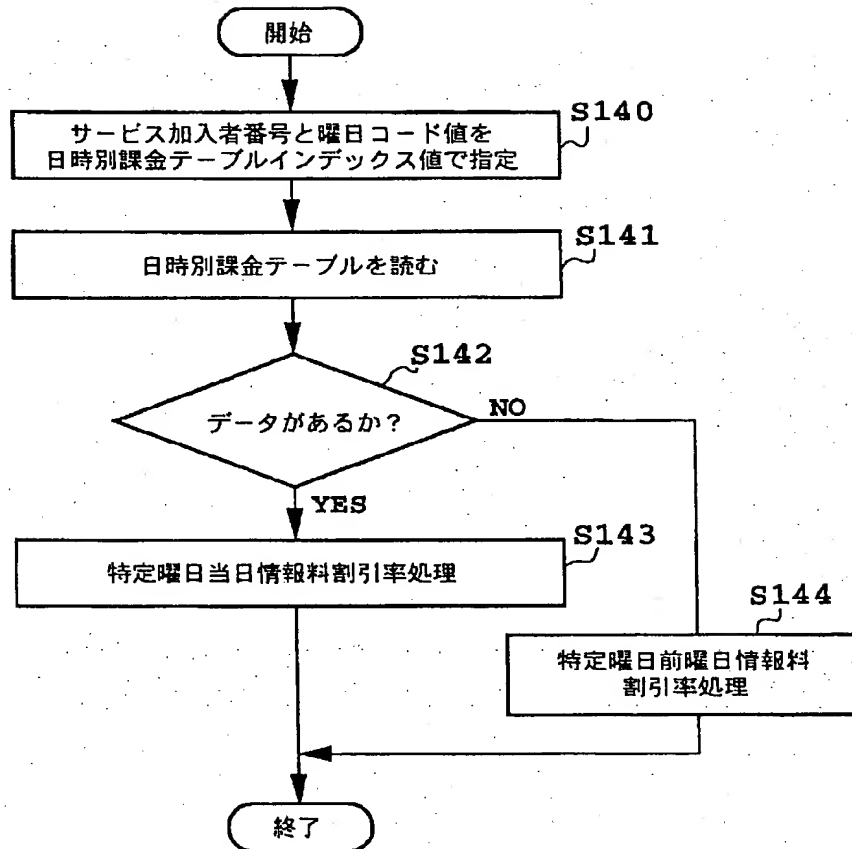 開始
S140
サービス加入者番号と曜日コード値を
日時別課金テーブルインデックス値で指定
S141
日時別課金テーブルを読む
S142
データがあるか？
NO
YES
S143
特定曜日当日情報料割引率処理
S144
特定曜日前曜日情報料
割引率処理
終了